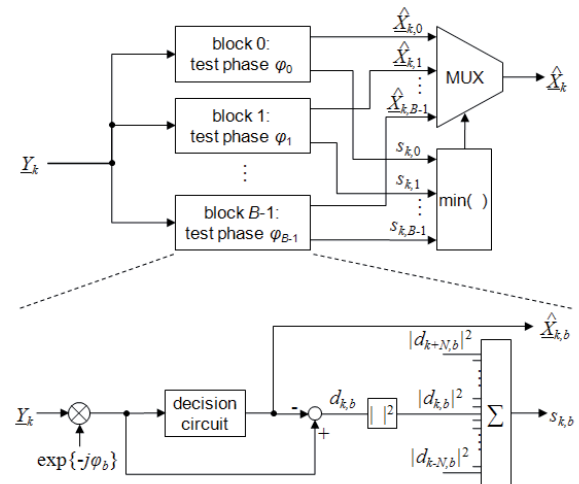 block 0:
test phase φ₀
X̂ₖ,₀
X̂ₖ,₁
⋮
X̂ₖ,B-1
MUX
X̂ₖ
block 1:
test phase φ₁
Yₖ
⋮
block B-1:
test phase φB-1
sₖ,₀
sₖ,₁
⋮
sₖ,B-1
min( )
X̂ₖ,b
|dₖ₊N,b|²
Yₖ
decision
circuit
-
+
dₖ,b
| |²
|dₖ,b|²
Σ
sₖ,b
exp{-jφb}
|dₖ₋N,b|²